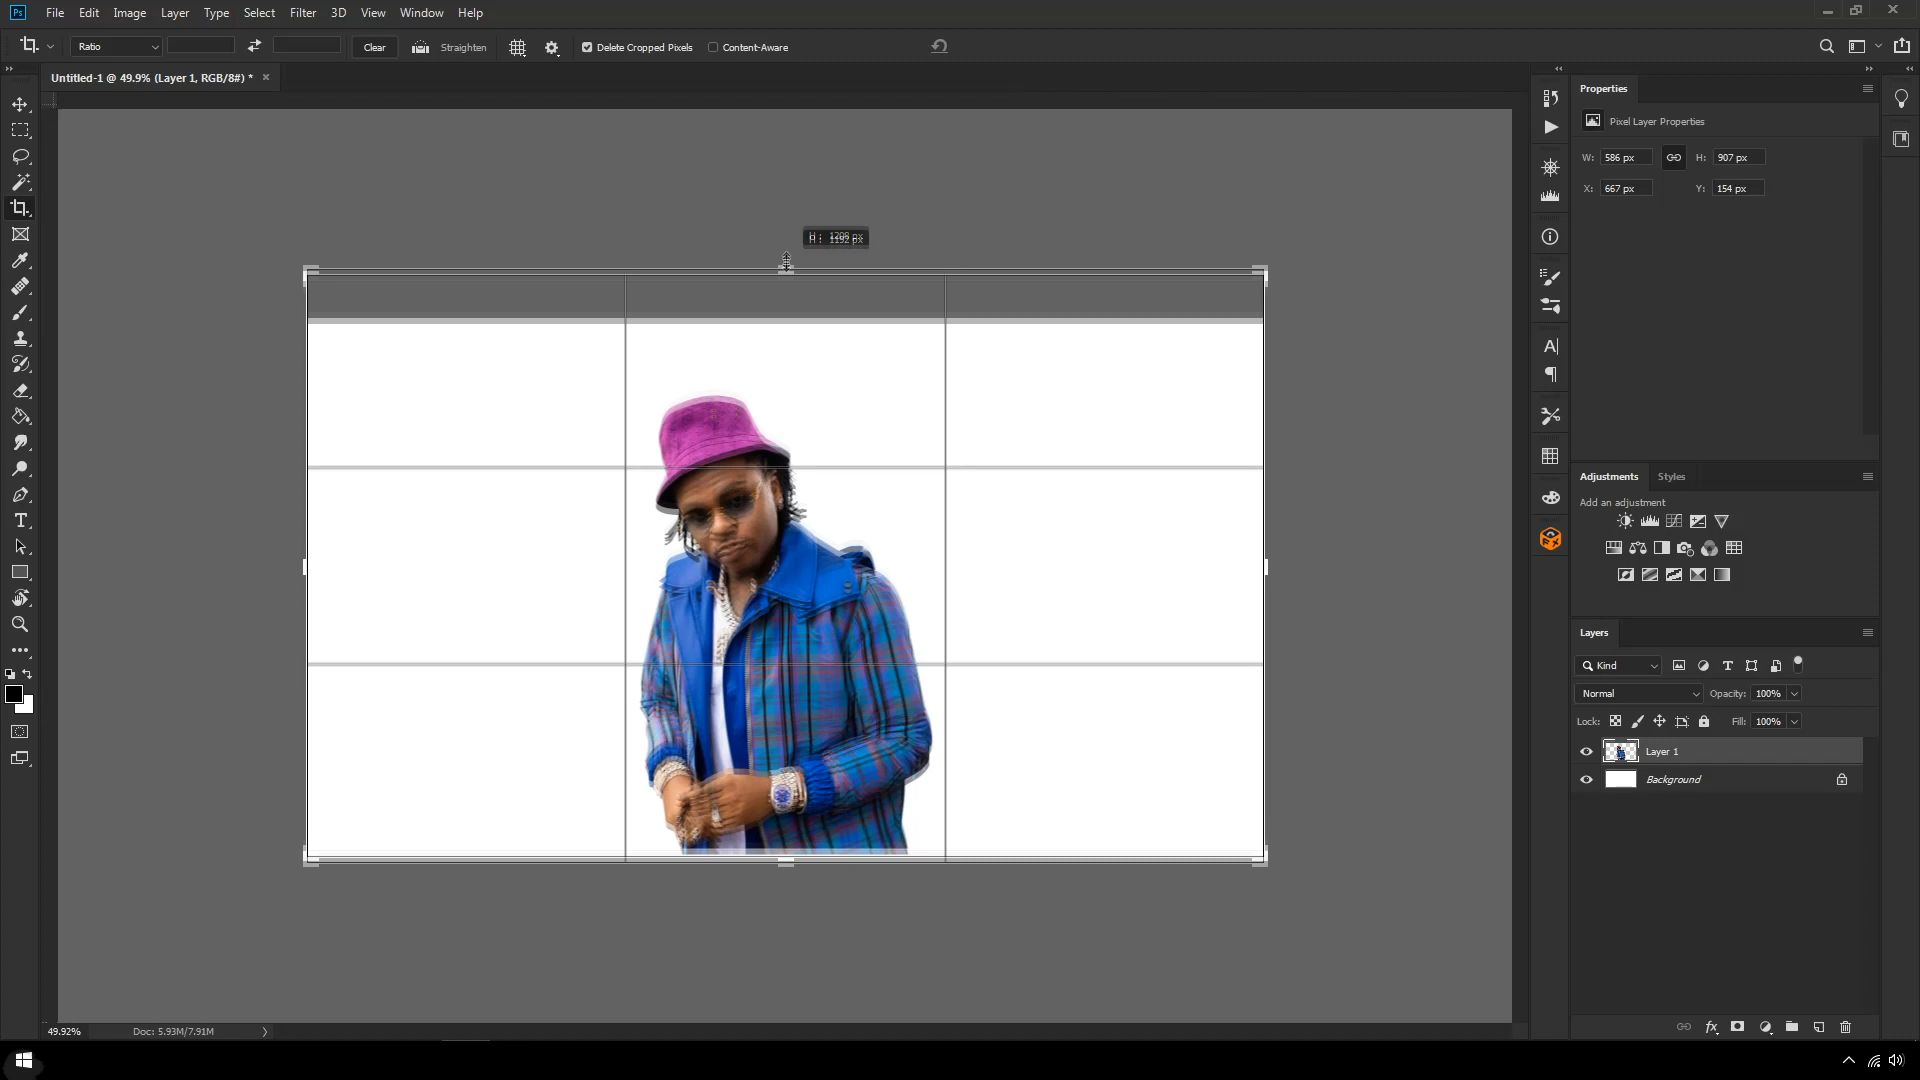 Ps File Edit Image Layer Type Select Filter 3D View Window Help
Ratio Clear Straighten Delete Cropped Pixels Content-Aware
Untitled-1 @ 49.9% (Layer 1, RGB/8#) *
Properties
Pixel Layer Properties
W: 586 px H: 907 px
X: 667 px Y: 154 px
H: 1192 px
Adjustments Styles
Add an adjustment
Layers
Kind
Normal Opacity: 100%
Lock: Fill: 100%
Layer 1
Background
49.92% Doc: 5.93M/7.91M